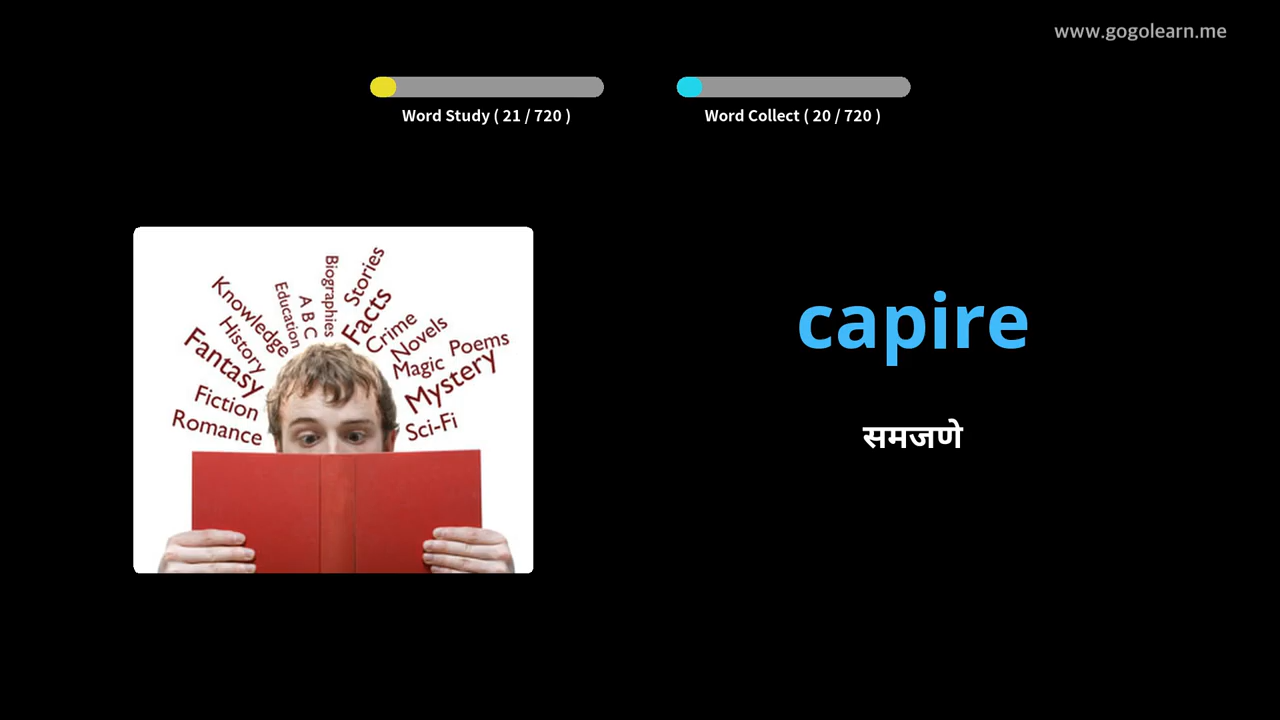 www.gogolearn.me
Word Study ( 21 / 720 )
Word Collect ( 20 / 720 )
Biographies
Stories
Education
A B C
Facts
Knowledge
Crime
History
Novels
Poems
Fantasy
Magic
Mystery
Fiction
Romance
Sci-Fi
capire
समजणे